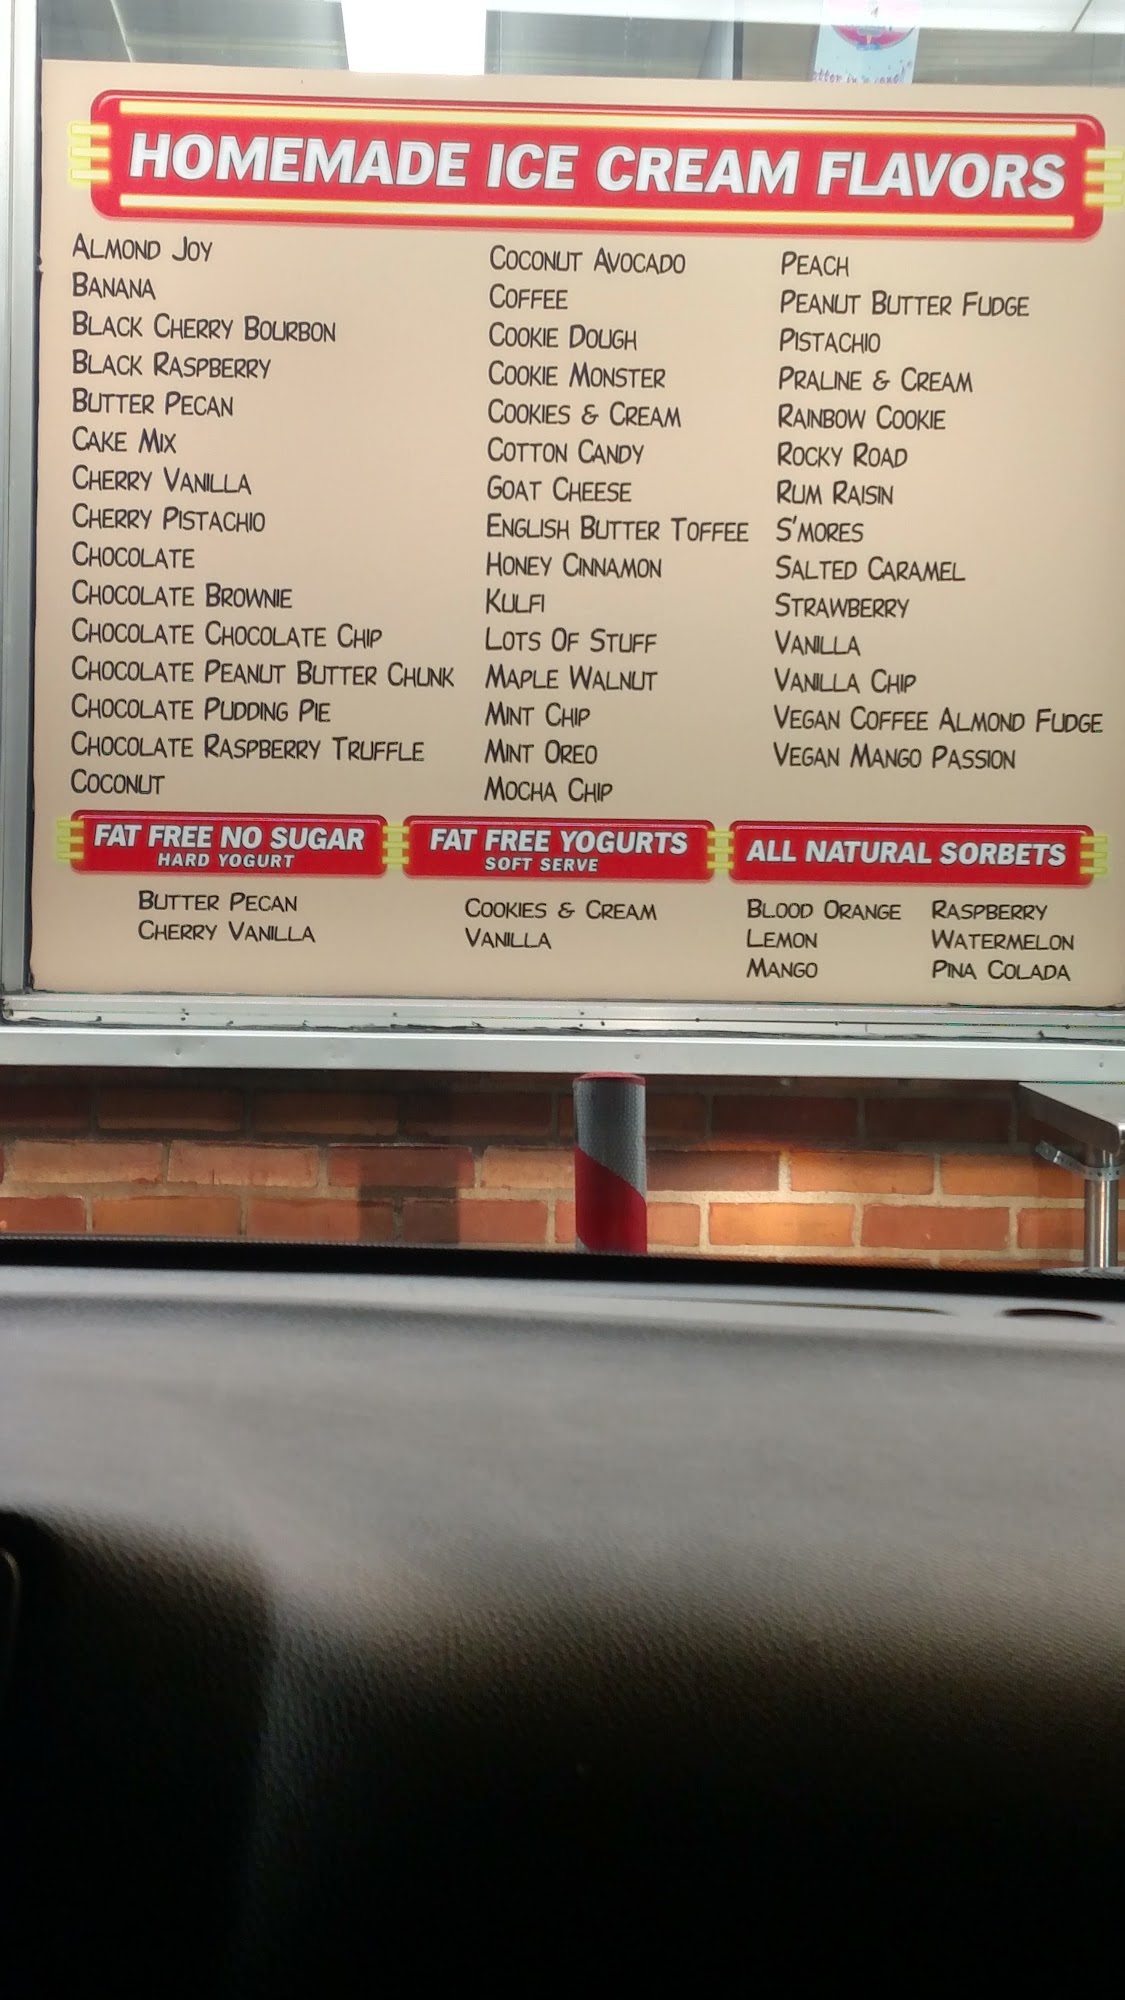 HOMEMADE ICE CREAM FLAVORS
ALMOND JOY
BANANA
BLACK CHERRY BOURBON
BLACK RASPBERRY
BUTTER PECAN
CAKE MIX
CHERRY VANILLA
CHERRY PISTACHIO
CHOCOLATE
CHOCOLATE BROWNIE
CHOCOLATE CHOCOLATE CHIP
CHOCOLATE PEANUT BUTTER CHUNK
CHOCOLATE PUDDING PIE
CHOCOLATE RASPBERRY TRUFFLE
COCONUT
COCONUT AVOCADO
COFFEE
COOKIE DOUGH
COOKIE MONSTER
COOKIES & CREAM
COTTON CANDY
GOAT CHEESE
ENGLISH BUTTER TOFFEE
HONEY CINNAMON
KULFI
LOTS OF STUFF
MAPLE WALNUT
MINT CHIP
MINT OREO
MOCHA CHIP
PEACH
PEANUT BUTTER FUDGE
PISTACHIO
PRALINE & CREAM
RAINBOW COOKIE
ROCKY ROAD
RUM RAISIN
S'MORES
SALTED CARAMEL
STRAWBERRY
VANILLA
VANILLA CHIP
VEGAN COFFEE ALMOND FUDGE
VEGAN MANGO PASSION
FAT FREE NO SUGAR
HARD YOGURT
BUTTER PECAN
CHERRY VANILLA
FAT FREE YOGURTS
SOFT SERVE
COOKIES & CREAM
VANILLA
ALL NATURAL SORBETS
BLOOD ORANGE
LEMON
MANGO
RASPBERRY
WATERMELON
PINA COLADA